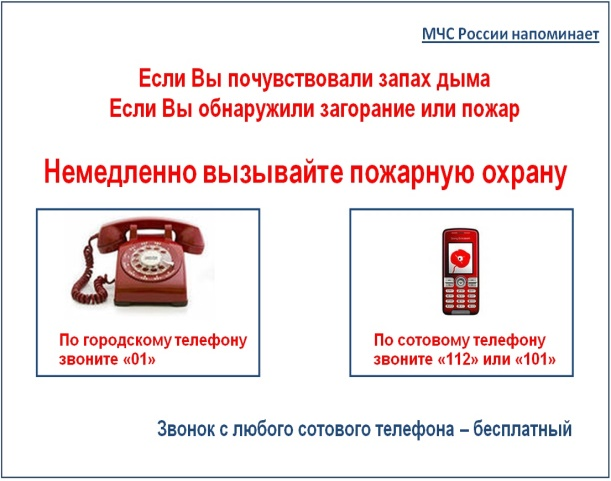 МЧС России напоминает
Если Вы почувствовали запах дыма
Если Вы обнаружили загорание или пожар
Немедленно вызывайте пожарную охрану
По городскому телефону
звоните «01»
По сотовому телефону
звоните «112» или «101»
Звонок с любого сотового телефона – бесплатный